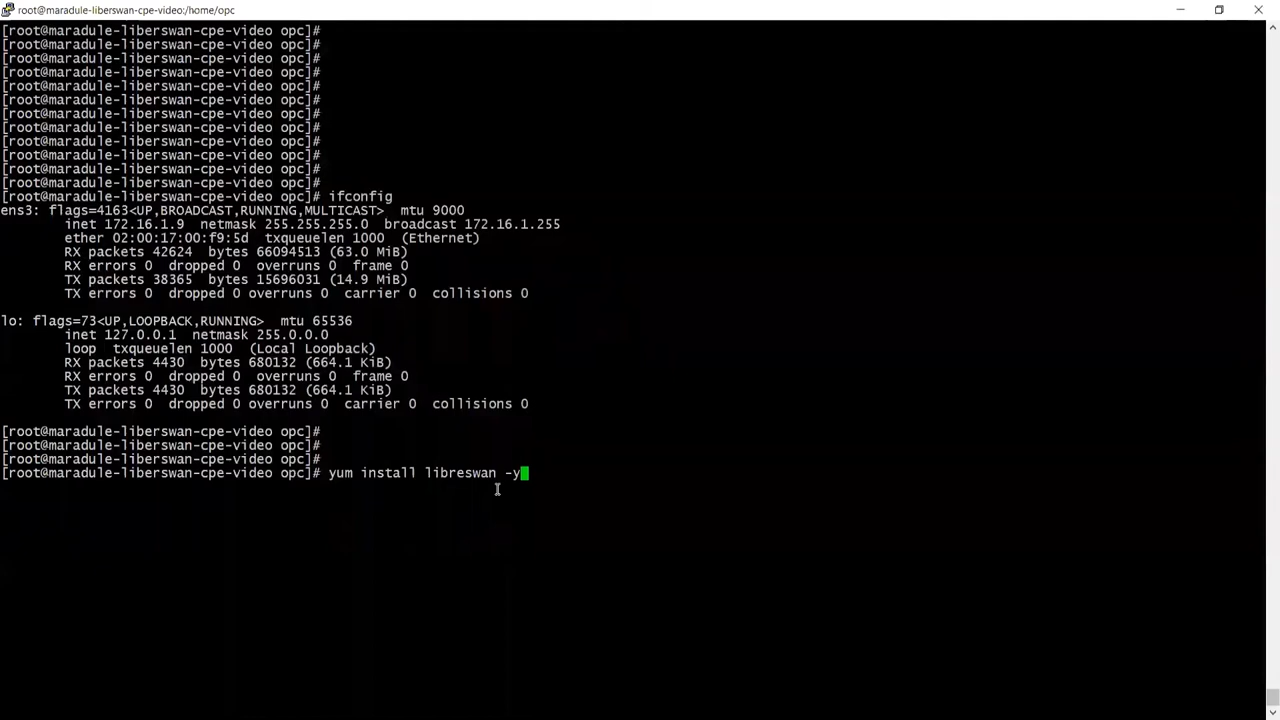 root@maradule-liberswan-cpe-video:/home/opc
[root@maradule-liberswan-cpe-video opc]#
[root@maradule-liberswan-cpe-video opc]#
[root@maradule-liberswan-cpe-video opc]#
[root@maradule-liberswan-cpe-video opc]#
[root@maradule-liberswan-cpe-video opc]#
[root@maradule-liberswan-cpe-video opc]#
[root@maradule-liberswan-cpe-video opc]#
[root@maradule-liberswan-cpe-video opc]#
[root@maradule-liberswan-cpe-video opc]#
[root@maradule-liberswan-cpe-video opc]#
[root@maradule-liberswan-cpe-video opc]#
[root@maradule-liberswan-cpe-video opc]#
[root@maradule-liberswan-cpe-video opc]# ifconfig
ens3: flags=4163<UP,BROADCAST,RUNNING,MULTICAST>  mtu 9000
        inet 172.16.1.9  netmask 255.255.255.0  broadcast 172.16.1.255
        ether 02:00:17:00:f9:5d  txqueuelen 1000  (Ethernet)
        RX packets 42624  bytes 66094513 (63.0 MiB)
        RX errors 0  dropped 0  overruns 0  frame 0
        TX packets 38365  bytes 15696031 (14.9 MiB)
        TX errors 0  dropped 0 overruns 0  carrier 0  collisions 0
lo: flags=73<UP,LOOPBACK,RUNNING>  mtu 65536
        inet 127.0.0.1  netmask 255.0.0.0
        loop  txqueuelen 1000  (Local Loopback)
        RX packets 4430  bytes 680132 (664.1 KiB)
        RX errors 0  dropped 0  overruns 0  frame 0
        TX packets 4430  bytes 680132 (664.1 KiB)
        TX errors 0  dropped 0 overruns 0  carrier 0  collisions 0
[root@maradule-liberswan-cpe-video opc]#
[root@maradule-liberswan-cpe-video opc]#
[root@maradule-liberswan-cpe-video opc]#
[root@maradule-liberswan-cpe-video opc]# yum install libreswan -y